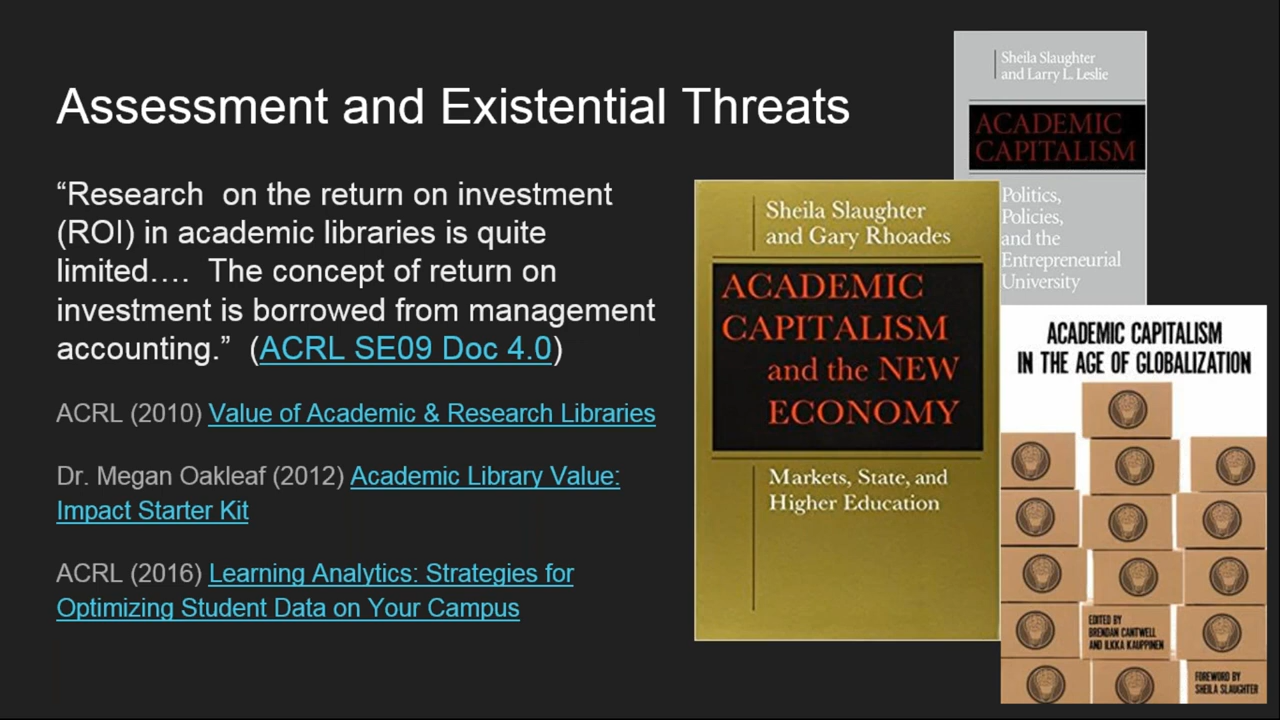 Assessment and Existential Threats
“Research  on the return on investment
(ROI) in academic libraries is quite
limited….  The concept of return on
investment is borrowed from management
accounting.”  (ACRL SE09 Doc 4.0)
ACRL (2010) Value of Academic & Research Libraries
Dr. Megan Oakleaf (2012) Academic Library Value:
Impact Starter Kit
ACRL (2016) Learning Analytics: Strategies for
Optimizing Student Data on Your Campus
Sheila Slaughter
and Larry L. Leslie
ACADEMIC
CAPITALISM
Politics,
Policies,
and the
Entrepreneurial
University
Sheila Slaughter
and Gary Rhoades
ACADEMIC
CAPITALISM
and the NEW
ECONOMY
Markets, State, and
Higher Education
ACADEMIC CAPITALISM
IN THE AGE OF GLOBALIZATION
EDITED BY
BRENDAN CANTWELL
AND ILKKA KAUPPINEN
FOREWORD BY
SHEILA SLAUGHTER